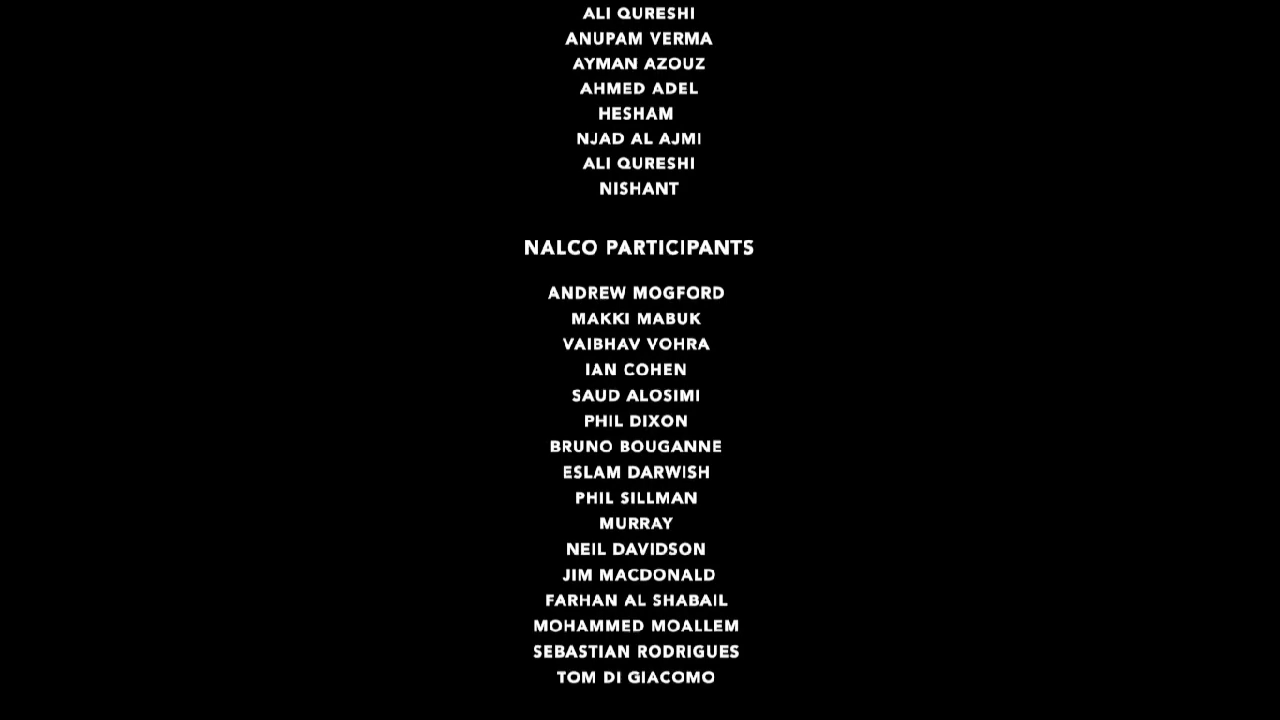 ALI QURESHI
ANUPAM VERMA
AYMAN AZOUZ
AHMED ADEL
HESHAM
NJAD AL AJMI
ALI QURESHI
NISHANT
NALCO PARTICIPANTS
ANDREW MOGFORD
MAKKI MABUK
VAIBHAV VOHRA
IAN COHEN
SAUD ALOSIMI
PHIL DIXON
BRUNO BOUGANNE
ESLAM DARWISH
PHIL SILLMAN
MURRAY
NEIL DAVIDSON
JIM MACDONALD
FARHAN AL SHABAIL
MOHAMMED MOALLEM
SEBASTIAN RODRIGUES
TOM DI GIACOMO